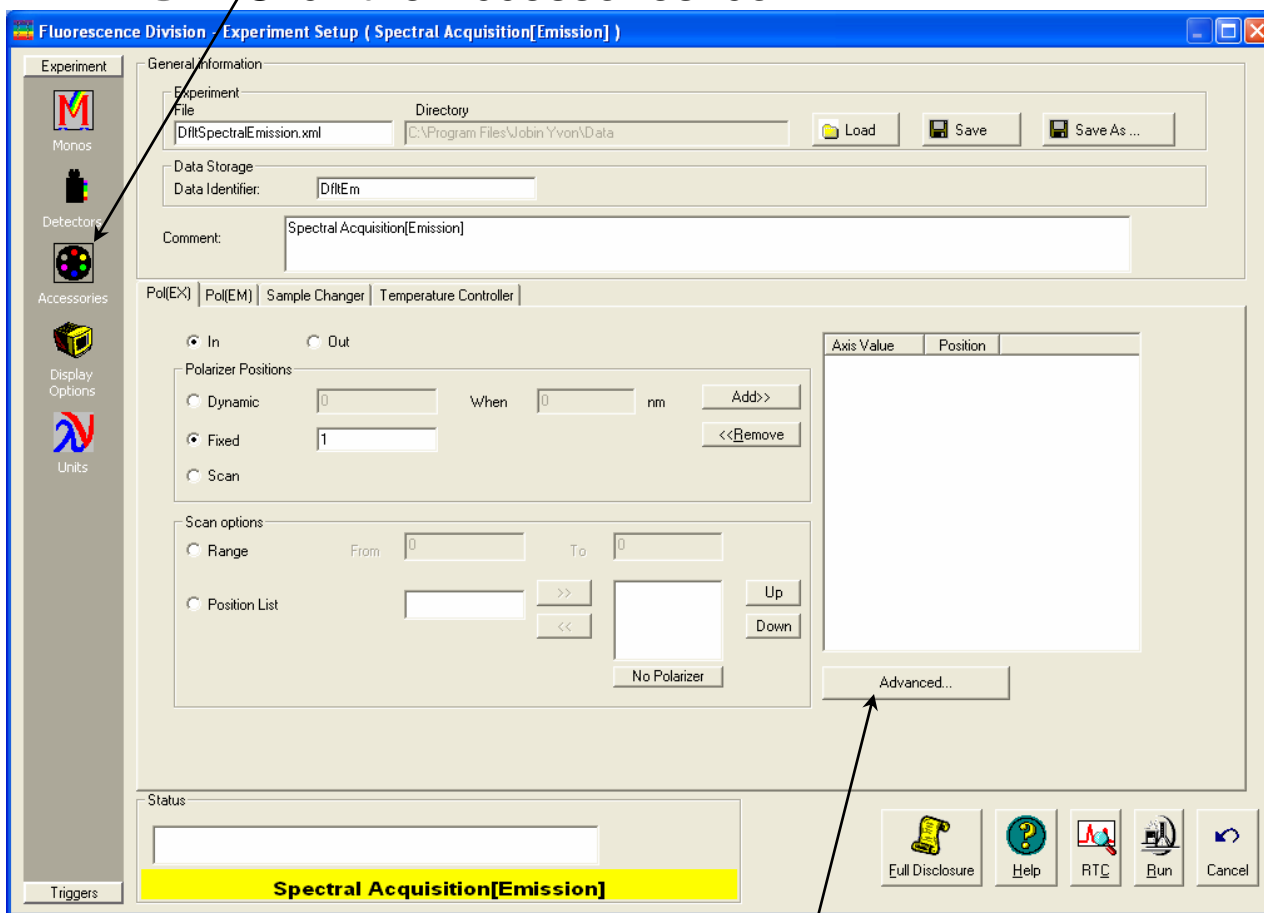 Fluorescence Division - Experiment Setup ( Spectral Acquisition[Emission] )
Experiment
Monos
Detectors
Accessories
Display
Options
Units
Triggers
General Information
Experiment
File
Directory
DfltSpectralEmission.xml
C:\Program Files\Jobin Yvon\Data
Load
Save
Save As ...
Data Storage
Data Identifier:
DfltEm
Comment:
Spectral Acquisition[Emission]
Pol(EX)
Pol(EM)
Sample Changer
Temperature Controller
In
Out
Polarizer Positions
Dynamic
0
When
0
nm
Add>>
Fixed
1
<<Remove
Scan
Scan options
Range
From
0
To
0
Position List
>>
<<
Up
Down
No Polarizer
Axis Value
Position
Advanced...
Status
Spectral Acquisition[Emission]
Full Disclosure
Help
RTC
Run
Cancel